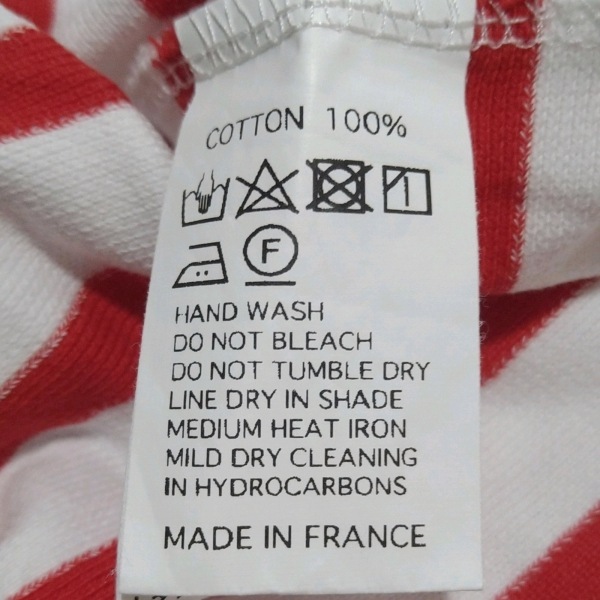 COTTON 100%
F
HAND WASH
DO NOT BLEACH
DO NOT TUMBLE DRY
LINE DRY IN SHADE
MEDIUM HEAT IRON
MILD DRY CLEANING
IN HYDROCARBONS
MADE IN FRANCE